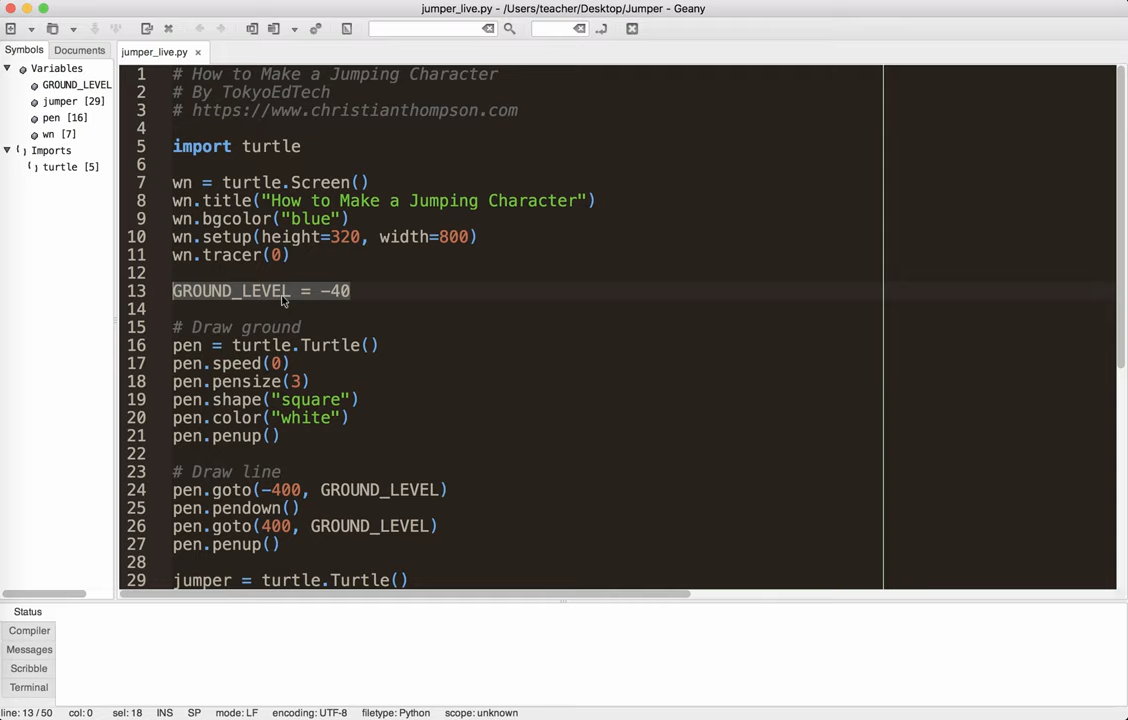 jumper_live.py - /Users/teacher/Desktop/Jumper - Geany
Symbols
Documents
jumper_live.py ×
Variables
GROUND_LEVEL
jumper [29]
pen [16]
wn [7]
Imports
turtle [5]
1 # How to Make a Jumping Character
2 # By TokyoEdTech
3 # https://www.christianthompson.com
4
5 import turtle
6
7 wn = turtle.Screen()
8 wn.title("How to Make a Jumping Character")
9 wn.bgcolor("blue")
10 wn.setup(height=320, width=800)
11 wn.tracer(0)
12
13 GROUND_LEVEL = -40
14
15 # Draw ground
16 pen = turtle.Turtle()
17 pen.speed(0)
18 pen.pensize(3)
19 pen.shape("square")
20 pen.color("white")
21 pen.penup()
22
23 # Draw line
24 pen.goto(-400, GROUND_LEVEL)
25 pen.pendown()
26 pen.goto(400, GROUND_LEVEL)
27 pen.penup()
28
29 jumper = turtle.Turtle()
Status
Compiler
Messages
Scribble
Terminal
line: 13 / 50 col: 0 sel: 18 INS SP mode: LF encoding: UTF-8 filetype: Python scope: unknown